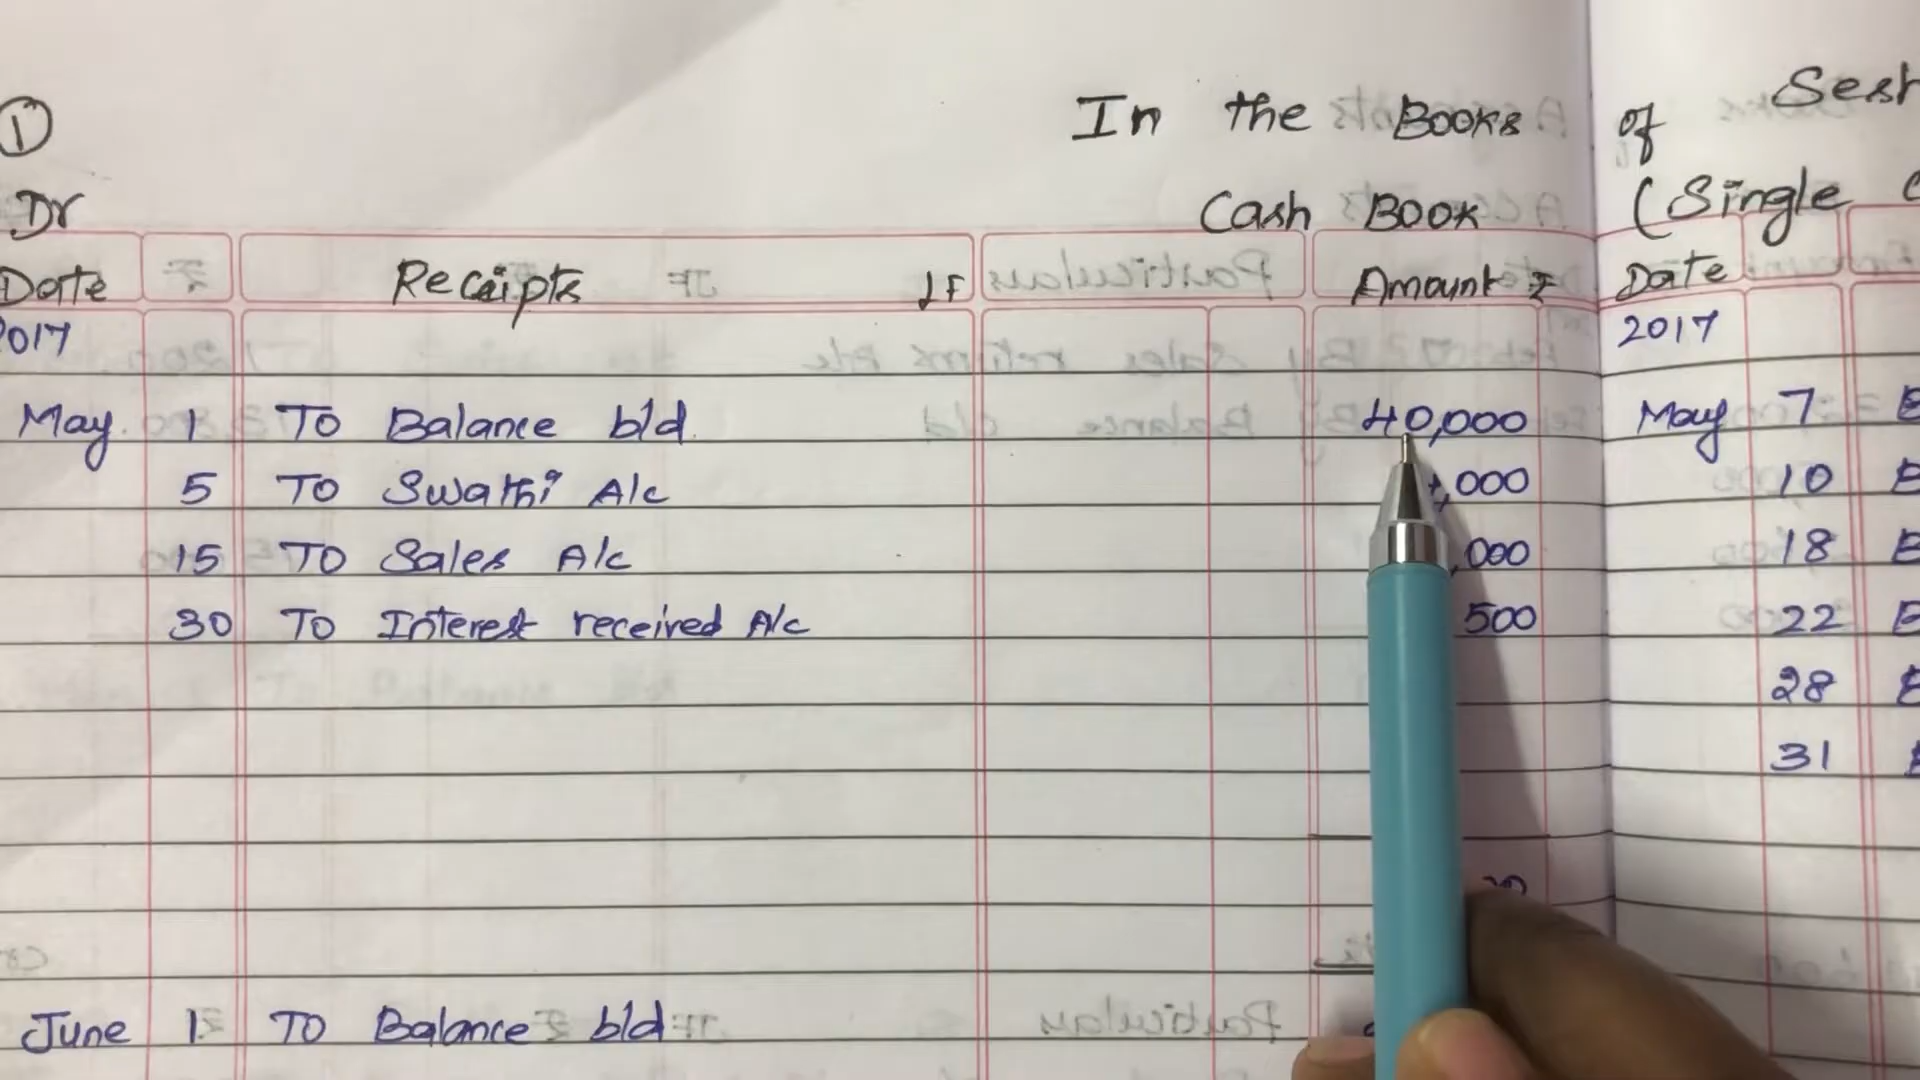 1
In the Books of Sesh
Dr Cash Book (Single C
Date Receipts JF Amount ₹ Date
2017 2017
May 1 To Balance b/d 40,000 May 7 B
5 To Swathi A/c ,000 10 B
15 To Sales A/c ,000 18 B
30 To Interest received A/c 500 22 B
28 B
31 B
June 1 To Balance b/d